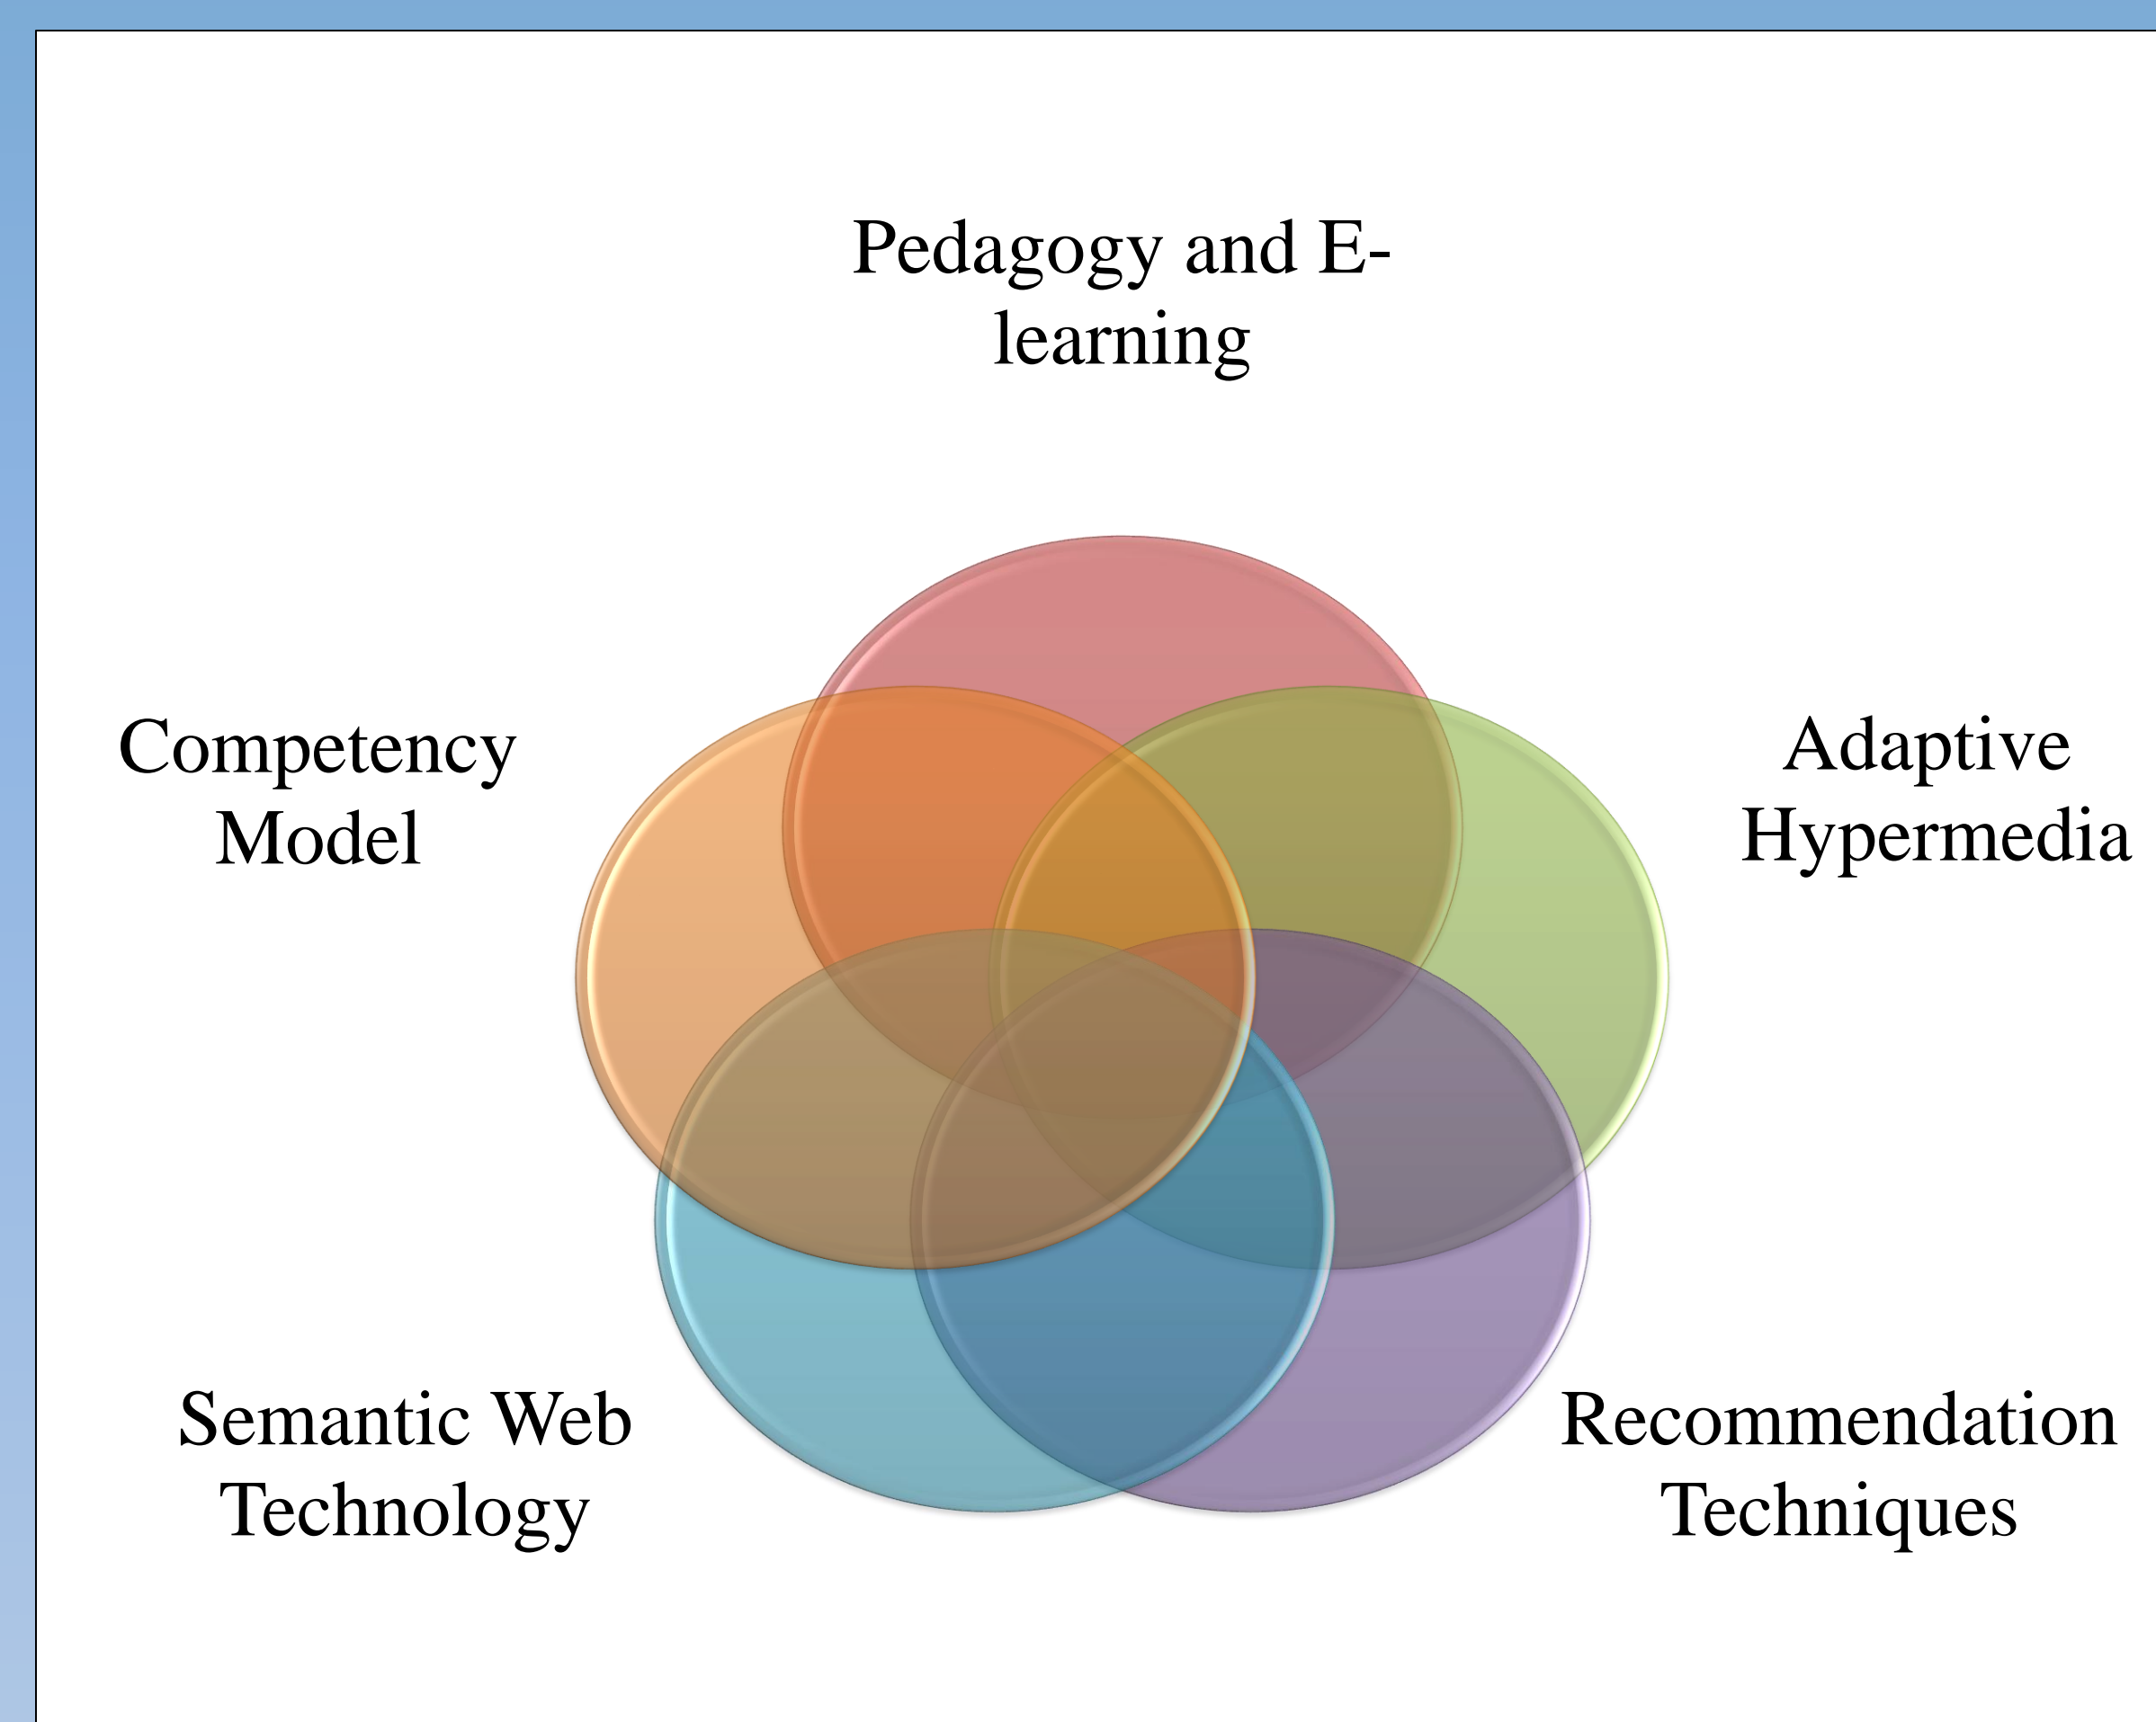 Pedagogy and E-
learning
Competency
Model
Adaptive
Hypermedia
Semantic Web
Technology
Recommendation
Techniques